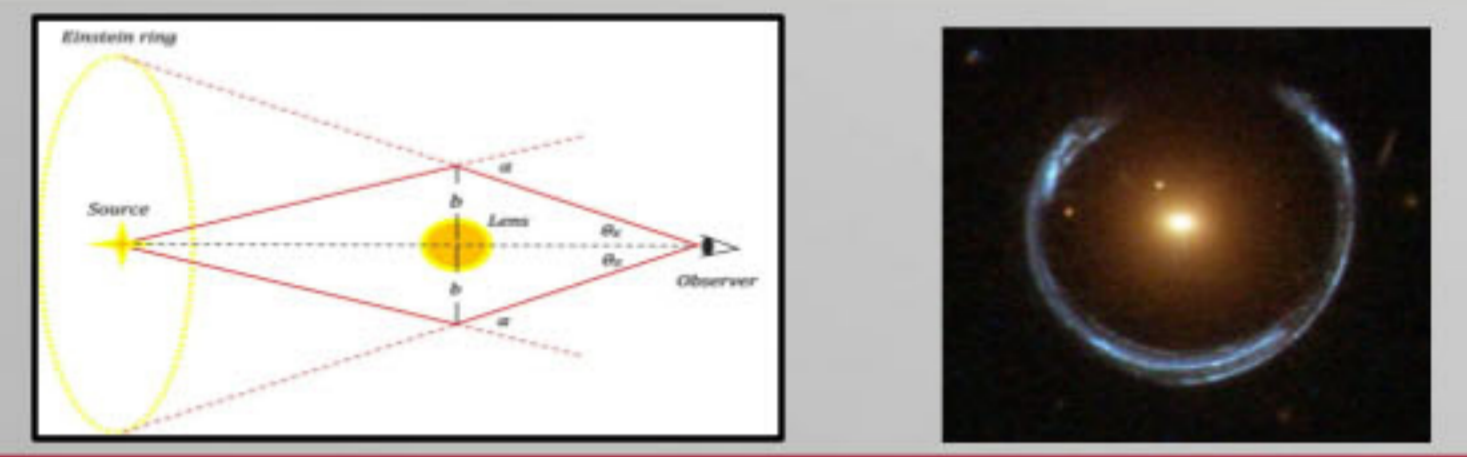 Einstein ring
a
b
Source
Lens
θE
θE
b
Observer
a